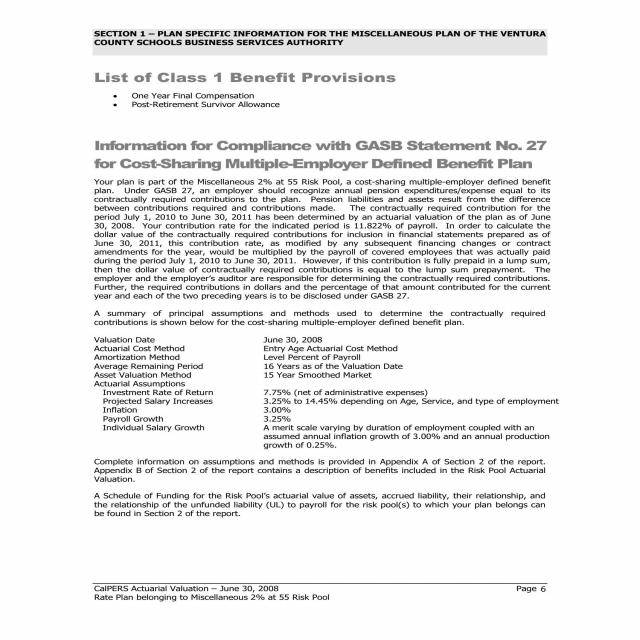 SECTION 1 – PLAN SPECIFIC INFORMATION FOR THE MISCELLANEOUS PLAN OF THE VENTURA
COUNTY SCHOOLS BUSINESS SERVICES AUTHORITY
List of Class 1 Benefit Provisions
• One Year Final Compensation
• Post-Retirement Survivor Allowance
Information for Compliance with GASB Statement No. 27
for Cost-Sharing Multiple-Employer Defined Benefit Plan
Your plan is part of the Miscellaneous 2% at 55 Risk Pool, a cost-sharing multiple-employer defined benefit
plan. Under GASB 27, an employer should recognize annual pension expenditures/expense equal to its
contractually required contributions to the plan. Pension liabilities and assets result from the difference
between contributions required and contributions made. The contractually required contribution for the
period July 1, 2010 to June 30, 2011 has been determined by an actuarial valuation of the plan as of June
30, 2008. Your contribution rate for the indicated period is 11.822% of payroll. In order to calculate the
dollar value of the contractually required contributions for inclusion in financial statements prepared as of
June 30, 2011, this contribution rate, as modified by any subsequent financing changes or contract
amendments for the year, would be multiplied by the payroll of covered employees that was actually paid
during the period July 1, 2010 to June 30, 2011. However, if this contribution is fully prepaid in a lump sum,
then the dollar value of contractually required contributions is equal to the lump sum prepayment. The
employer and the employer's auditor are responsible for determining the contractually required contributions.
Further, the required contributions in dollars and the percentage of that amount contributed for the current
year and each of the two preceding years is to be disclosed under GASB 27.
A summary of principal assumptions and methods used to determine the contractually required
contributions is shown below for the cost-sharing multiple-employer defined benefit plan.
Valuation Date June 30, 2008
Actuarial Cost Method Entry Age Actuarial Cost Method
Amortization Method Level Percent of Payroll
Average Remaining Period 16 Years as of the Valuation Date
Asset Valuation Method 15 Year Smoothed Market
Actuarial Assumptions
Investment Rate of Return 7.75% (net of administrative expenses)
Projected Salary Increases 3.25% to 14.45% depending on Age, Service, and type of employment
Inflation 3.00%
Payroll Growth 3.25%
Individual Salary Growth A merit scale varying by duration of employment coupled with an
assumed annual inflation growth of 3.00% and an annual production
growth of 0.25%.
Complete information on assumptions and methods is provided in Appendix A of Section 2 of the report.
Appendix B of Section 2 of the report contains a description of benefits included in the Risk Pool Actuarial
Valuation.
A Schedule of Funding for the Risk Pool's actuarial value of assets, accrued liability, their relationship, and
the relationship of the unfunded liability (UL) to payroll for the risk pool(s) to which your plan belongs can
be found in Section 2 of the report.
CalPERS Actuarial Valuation – June 30, 2008 Page 6
Rate Plan belonging to Miscellaneous 2% at 55 Risk Pool